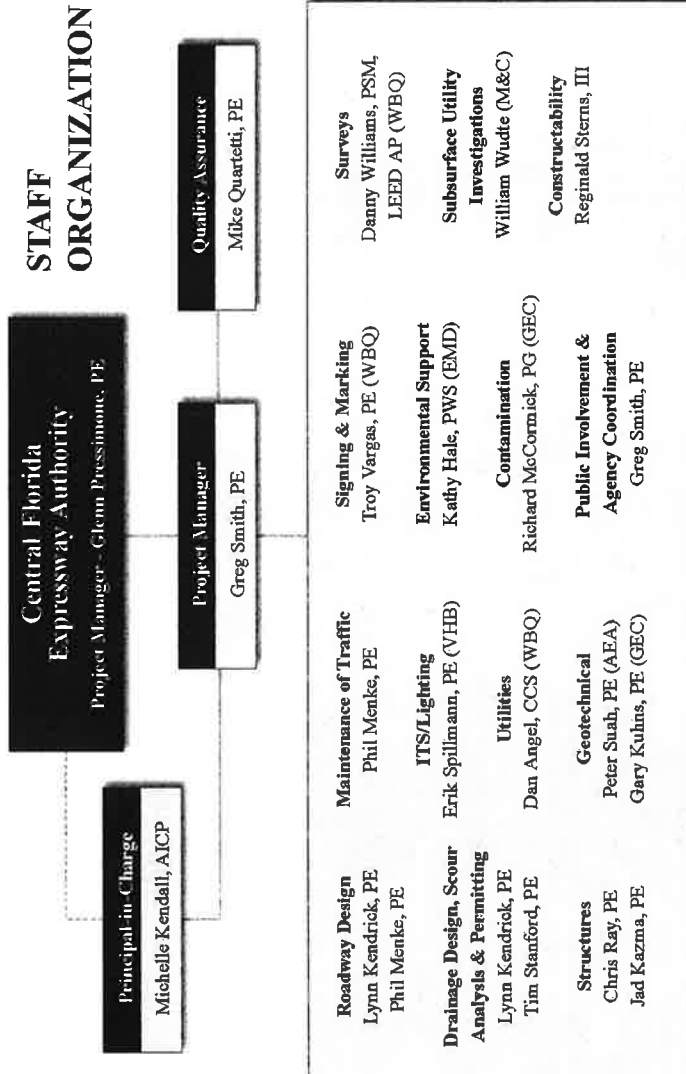 STAFF
ORGANIZATION
Central Florida
Expressway Authority
Project Manager - Glenn Pressimone, PE
Principal-in-Charge
Michelle Kendall, AICP
Project Manager
Greg Smith, PE
Quality Assurance
Mike Quartetti, PE
Roadway Design
Lynn Kendrick, PE
Phil Menke, PE
Drainage Design, Scour
Analysis & Permitting
Lynn Kendrick, PE
Tim Stanford, PE
Structures
Chris Ray, PE
Jad Kazma, PE
Maintenance of Traffic
Phil Menke, PE
ITS/Lighting
Erik Spillmann, PE (VHB)
Utilities
Dan Angel, CCS (WBQ)
Geotechnical
Peter Suah, PE (AEA)
Gary Kuhns, PE (GEC)
Signing & Marking
Troy Vargas, PE (WBQ)
Environmental Support
Kathy Hale, PWS (EMD)
Contamination
Richard McCormick, PG (GEC)
Public Involvement &
Agency Coordination
Greg Smith, PE
Surveys
Danny Williams, PSM,
LEED AP (WBQ)
Subsurface Utility
Investigations
William Wudte (M&C)
Constructability
Reginald Sterns, III